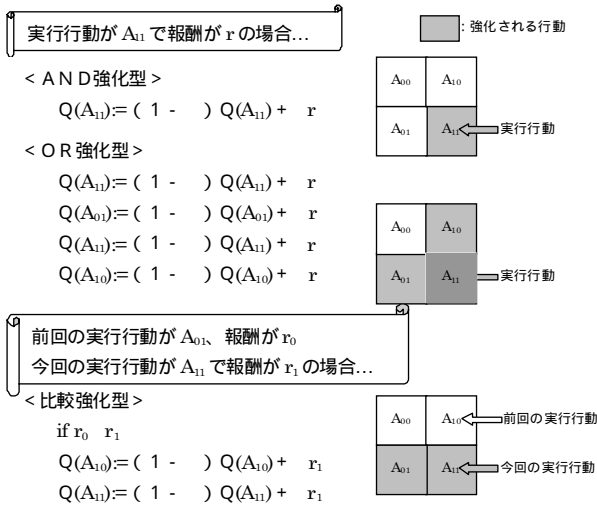 実行行動が A₁₁ で報酬が r の場合…
: 強化される行動
< ＡＮＤ強化型 >
Q(A₁₁):= ( 1 - ) Q(A₁₁) + r
A₀₀ A₁₀
A₀₁ A₁₁ 実行行動
< ＯＲ強化型 >
Q(A₁₁):= ( 1 - ) Q(A₁₁) + r
Q(A₀₁):= ( 1 - ) Q(A₀₁) + r
Q(A₁₁):= ( 1 - ) Q(A₁₁) + r
Q(A₁₀):= ( 1 - ) Q(A₁₀) + r
A₀₀ A₁₀
A₀₁ A₁₁ 実行行動
前回の実行行動が A₀₁、報酬が r₀
今回の実行行動が A₁₁ で報酬が r₁ の場合…
< 比較強化型 >
if r₀ r₁
Q(A₁₀):= ( 1 - ) Q(A₁₀) + r₁
Q(A₁₁):= ( 1 - ) Q(A₁₁) + r₁
A₀₀ A₁₀ 前回の実行行動
A₀₁ A₁₁ 今回の実行行動